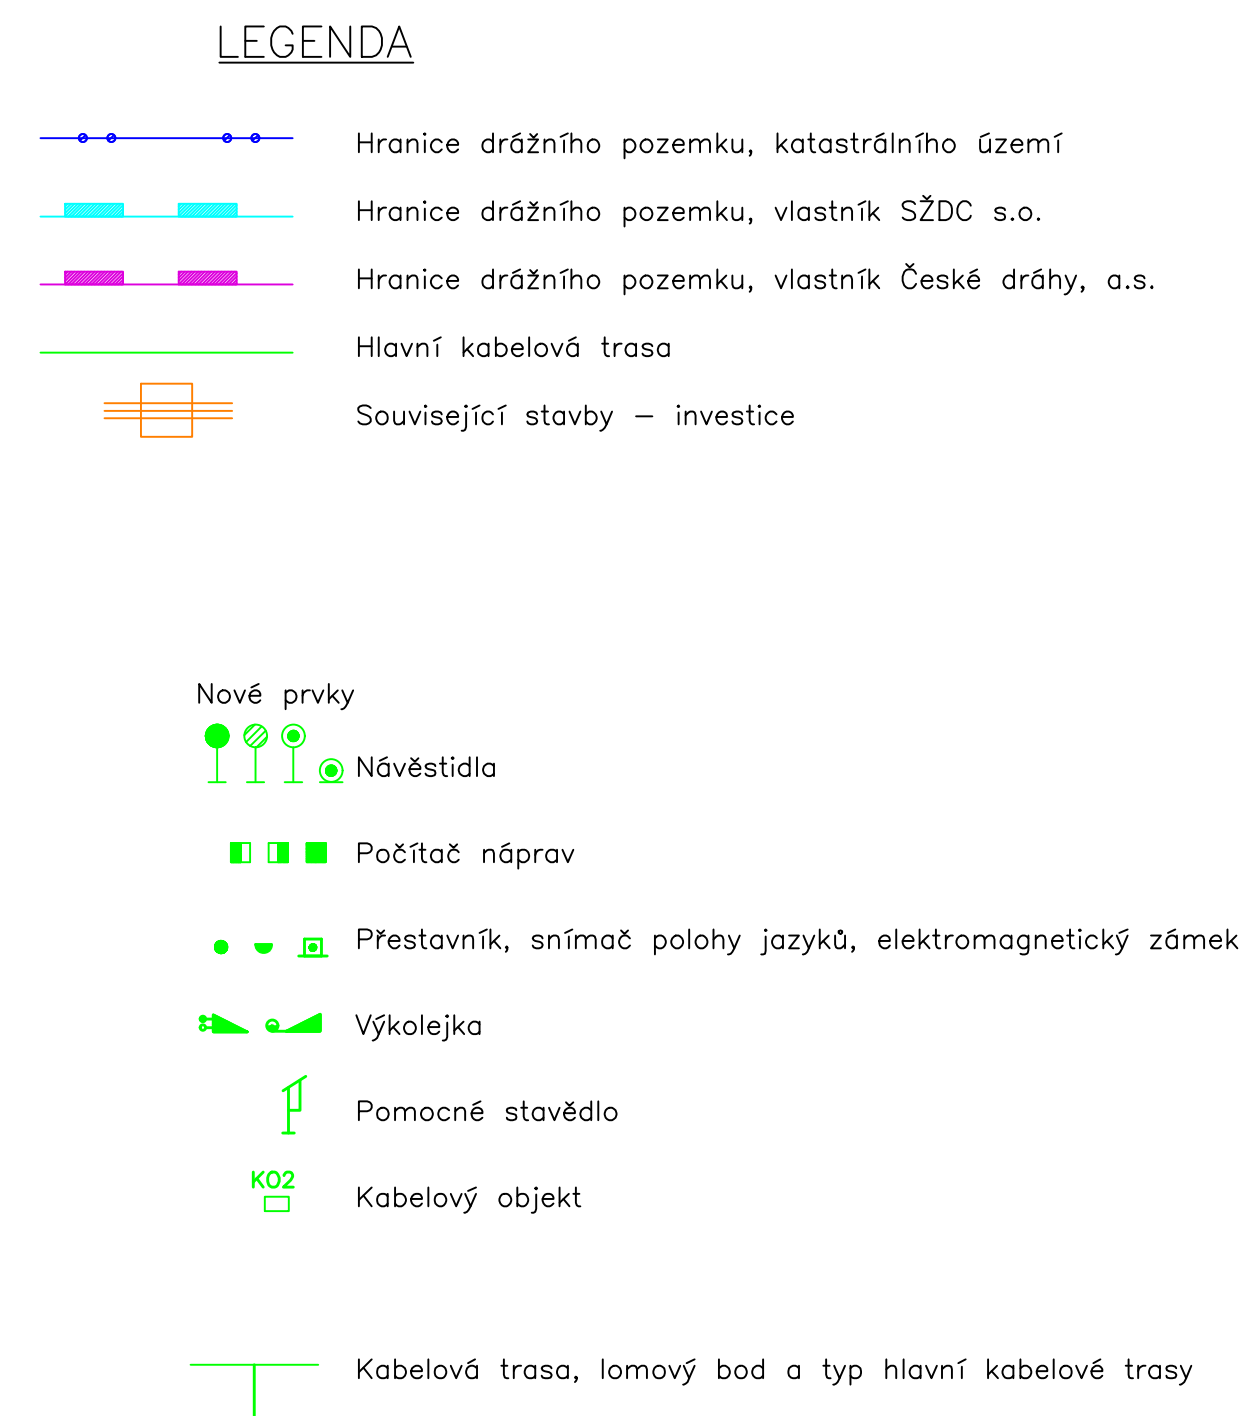 LEGENDA
Hranice drážního pozemku, katastrálního území
Hranice drážního pozemku, vlastník SŽDC s.o.
Hranice drážního pozemku, vlastník České dráhy, a.s.
Hlavní kabelová trasa
Související stavby – investice
Nové prvky
Návěstidla
Počítač náprav
Přestavník, snímač polohy jazyků, elektromagnetický zámek
Výkolejka
Pomocné stavědlo
KO2
Kabelový objekt
Kabelová trasa, lomový bod a typ hlavní kabelové trasy